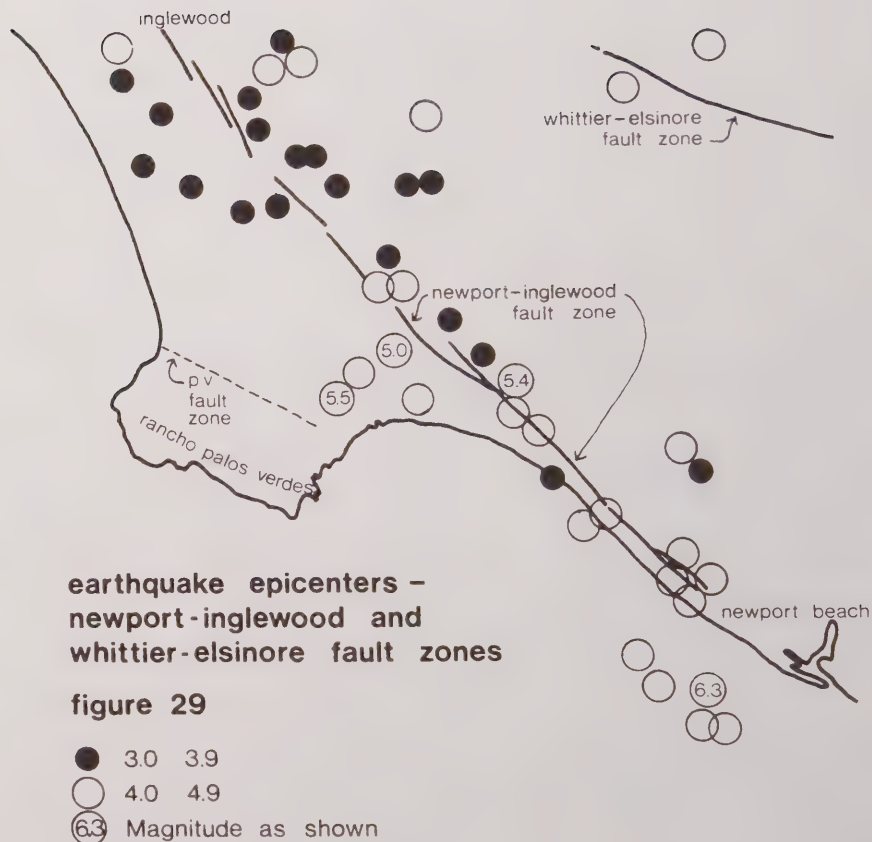 inglewood
whittier-elsinore
fault zone
newport-inglewood
fault zone
5.0
5.4
5.5
pv
fault
zone
rancho palos verdes
newport beach
6.3
earthquake epicenters –
newport-inglewood and
whittier-elsinore fault zones
figure 29
3.0 3.9
4.0 4.9
6.3 Magnitude as shown